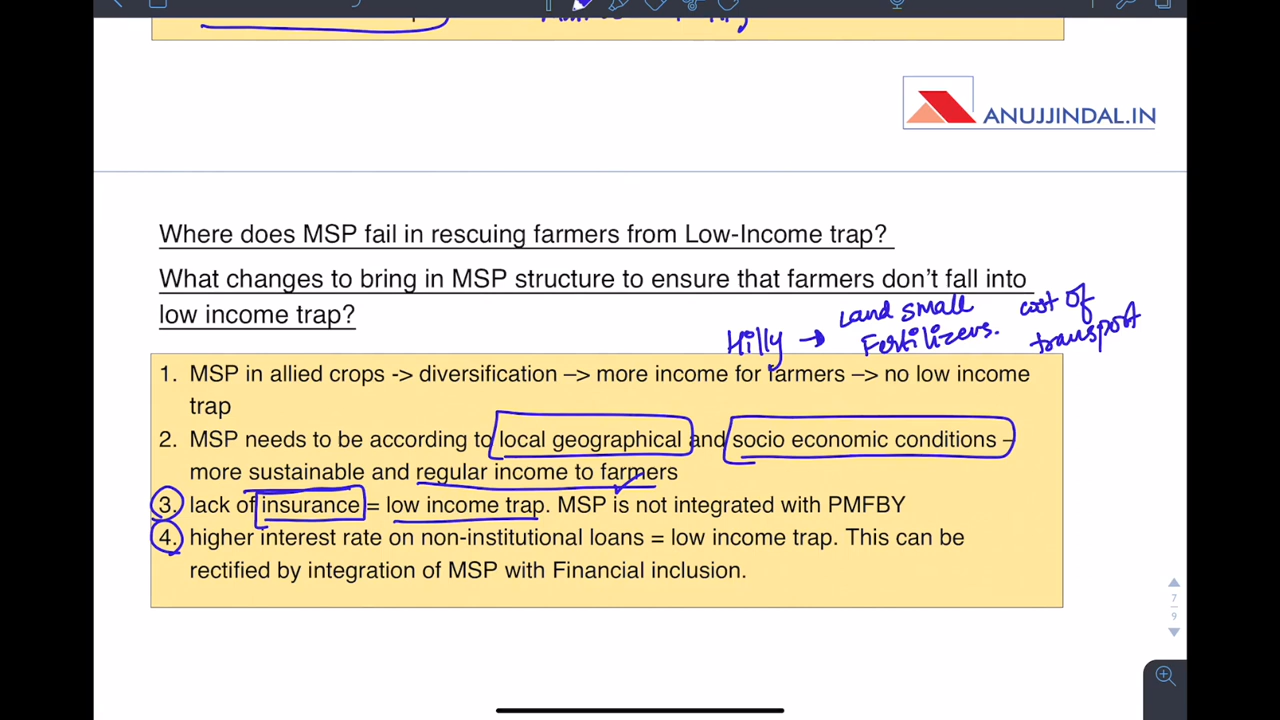 ANUJJINDAL.IN
Where does MSP fail in rescuing farmers from Low-Income trap?
What changes to bring in MSP structure to ensure that farmers don't fall into
low income trap?
Hilly → Land small
Fertilizers.
cost of
transport
1. MSP in allied crops -> diversification –> more income for farmers –> no low income
trap
2. MSP needs to be according to local geographical and socio economic conditions –
more sustainable and regular income to farmers
3. lack of insurance = low income trap. MSP is not integrated with PMFBY
4. higher interest rate on non-institutional loans = low income trap. This can be
rectified by integration of MSP with Financial inclusion.
7
9